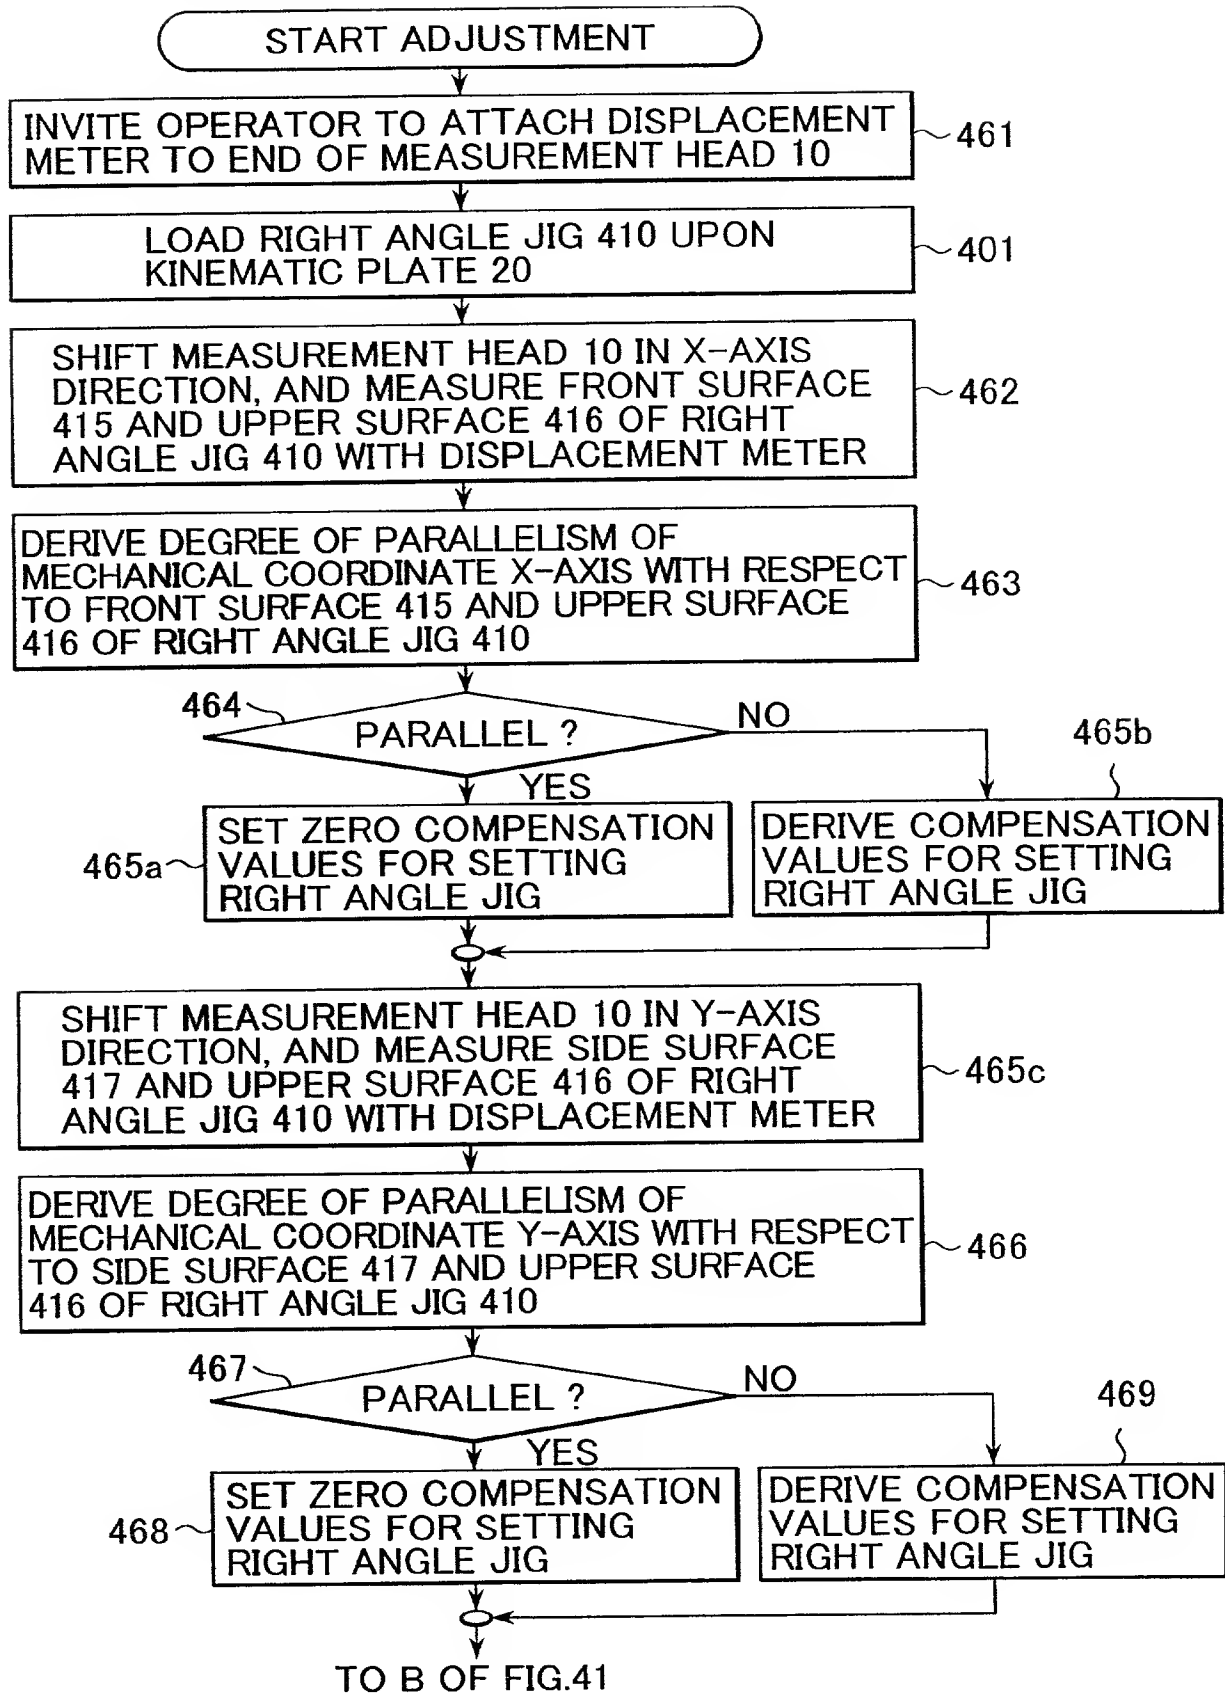 START ADJUSTMENT
INVITE OPERATOR TO ATTACH DISPLACEMENT
METER TO END OF MEASUREMENT HEAD 10
461
LOAD RIGHT ANGLE JIG 410 UPON
KINEMATIC PLATE 20
401
SHIFT MEASUREMENT HEAD 10 IN X-AXIS
DIRECTION, AND MEASURE FRONT SURFACE
415 AND UPPER SURFACE 416 OF RIGHT
ANGLE JIG 410 WITH DISPLACEMENT METER
462
DERIVE DEGREE OF PARALLELISM OF
MECHANICAL COORDINATE X-AXIS WITH RESPECT
TO FRONT SURFACE 415 AND UPPER SURFACE
416 OF RIGHT ANGLE JIG 410
463
464
PARALLEL ?
NO
YES
465b
SET ZERO COMPENSATION
VALUES FOR SETTING
RIGHT ANGLE JIG
465a
DERIVE COMPENSATION
VALUES FOR SETTING
RIGHT ANGLE JIG
SHIFT MEASUREMENT HEAD 10 IN Y-AXIS
DIRECTION, AND MEASURE SIDE SURFACE
417 AND UPPER SURFACE 416 OF RIGHT
ANGLE JIG 410 WITH DISPLACEMENT METER
465c
DERIVE DEGREE OF PARALLELISM OF
MECHANICAL COORDINATE Y-AXIS WITH RESPECT
TO SIDE SURFACE 417 AND UPPER SURFACE
416 OF RIGHT ANGLE JIG 410
466
467
PARALLEL ?
NO
YES
469
SET ZERO COMPENSATION
VALUES FOR SETTING
RIGHT ANGLE JIG
468
DERIVE COMPENSATION
VALUES FOR SETTING
RIGHT ANGLE JIG
TO B OF FIG.41